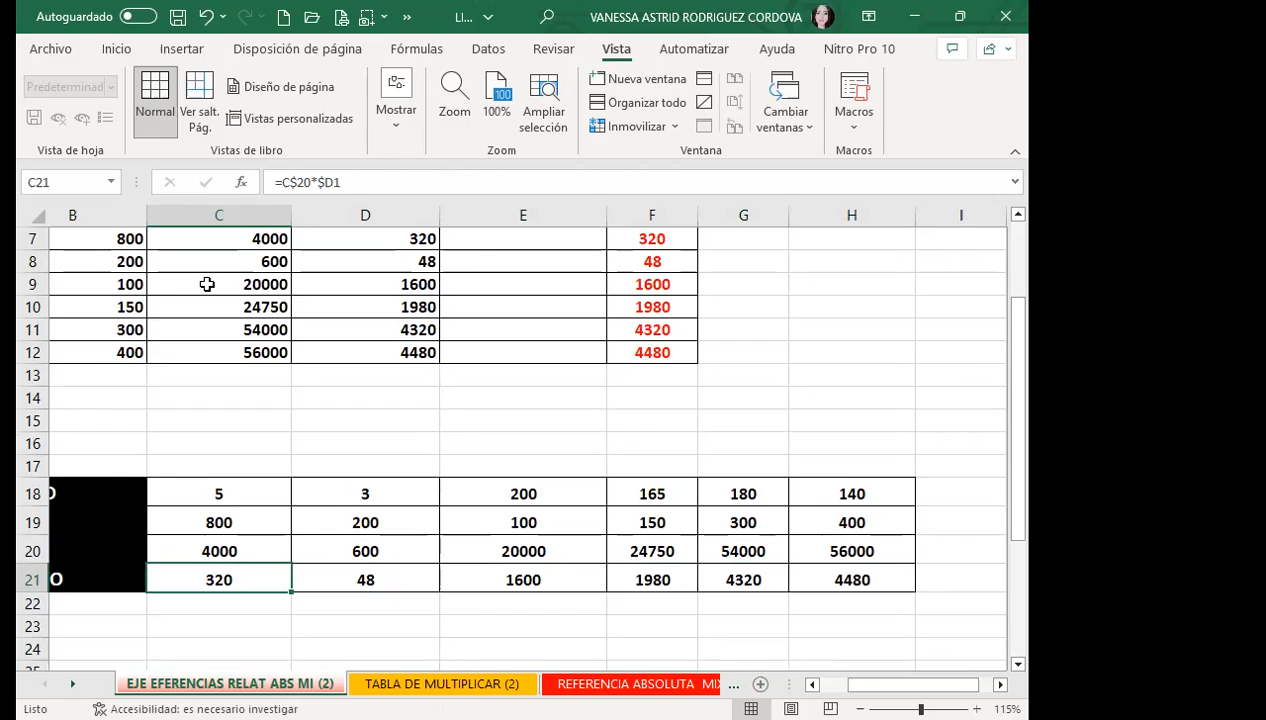 Autoguardado
LI...
VANESSA ASTRID RODRIGUEZ CORDOVA
Archivo Inicio Insertar Disposición de página Fórmulas Datos Revisar Vista Automatizar Ayuda Nitro Pro 10
Predeterminad
Normal
Ver salt. Pág.
Diseño de página
Vistas personalizadas
Mostrar
Zoom
100
100%
Ampliar selección
Nueva ventana
Organizar todo
Inmovilizar
Cambiar ventanas
Macros
Vista de hoja Vistas de libro Zoom Ventana Macros
C21 fx =C$20*$D1
B C D E F G H I
7 800 4000 320 320
8 200 600 48 48
9 100 20000 1600 1600
10 150 24750 1980 1980
11 300 54000 4320 4320
12 400 56000 4480 4480
13
14
15
16
17
18 5 3 200 165 180 140
19 800 200 100 150 300 400
20 4000 600 20000 24750 54000 56000
21 O 320 48 1600 1980 4320 4480
22
23
24
EJE EFERENCIAS RELAT ABS MI (2) TABLA DE MULTIPLICAR (2) REFERENCIA ABSOLUTA MIX ...
Listo Accesibilidad: es necesario investigar 115%